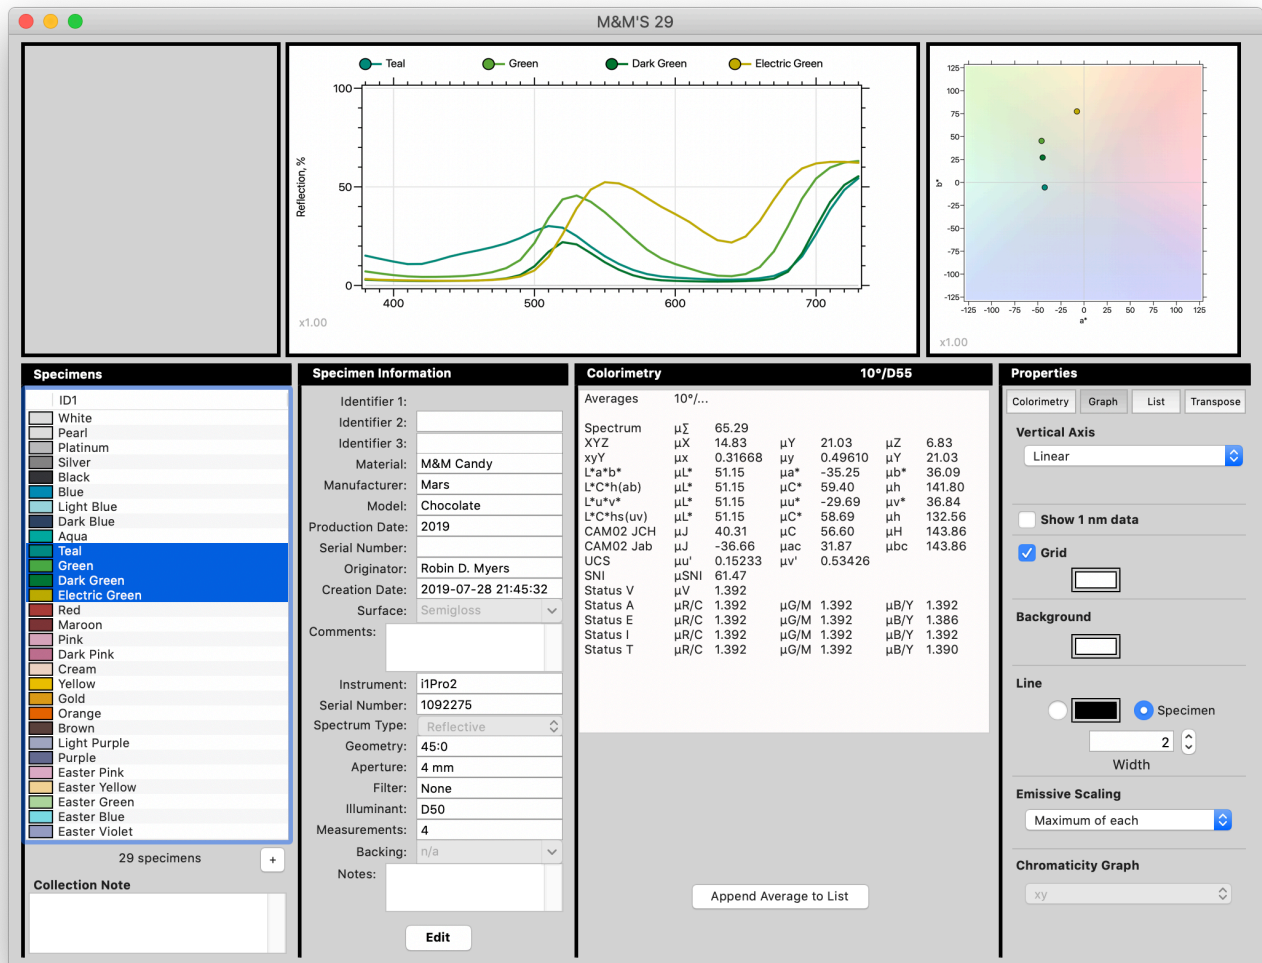 M&M'S 29
Teal
Green
Dark Green
Electric Green
100
50
0
Reflection, %
400
500
600
700
x1.00
125
100
75
50
25
0
-25
-50
-75
-100
-125
b*
-125 -100 -75 -50 -25 0 25 50 75 100 125
a*
x1.00
Specimens
ID1
White
Pearl
Platinum
Silver
Black
Blue
Light Blue
Dark Blue
Aqua
Teal
Green
Dark Green
Electric Green
Red
Maroon
Pink
Dark Pink
Cream
Yellow
Gold
Orange
Brown
Light Purple
Purple
Easter Pink
Easter Yellow
Easter Green
Easter Blue
Easter Violet
29 specimens
+
Collection Note
Specimen Information
Identifier 1:
Identifier 2:
Identifier 3:
Material: M&M Candy
Manufacturer: Mars
Model: Chocolate
Production Date: 2019
Serial Number:
Originator: Robin D. Myers
Creation Date: 2019-07-28 21:45:32
Surface: Semigloss
Comments:
Instrument: i1Pro2
Serial Number: 1092275
Spectrum Type: Reflective
Geometry: 45:0
Aperture: 4 mm
Filter: None
Illuminant: D50
Measurements: 4
Backing: n/a
Notes:
Edit
Colorimetry 10°/D55
Averages 10°/...
Spectrum µΣ 65.29
XYZ µX 14.83 µY 21.03 µZ 6.83
xyY µx 0.31668 µy 0.49610 µY 21.03
L*a*b* µL* 51.15 µa* -35.25 µb* 36.09
L*C*h(ab) µL* 51.15 µC* 59.40 µh 141.80
L*u*v* µL* 51.15 µu* -29.69 µv* 36.84
L*C*hs(uv) µL* 51.15 µC* 58.69 µh 132.56
CAM02 JCH µJ 40.31 µC 56.60 µH 143.86
CAM02 Jab µJ -36.66 µac 31.87 µbc 143.86
UCS µu' 0.15233 µv' 0.53426
SNI µSNI 61.47
Status V µV 1.392
Status A µR/C 1.392 µG/M 1.392 µB/Y 1.392
Status E µR/C 1.392 µG/M 1.392 µB/Y 1.386
Status I µR/C 1.392 µG/M 1.392 µB/Y 1.392
Status T µR/C 1.392 µG/M 1.392 µB/Y 1.390
Append Average to List
Properties
Colorimetry Graph List Transpose
Vertical Axis
Linear
Show 1 nm data
Grid
Background
Line
Specimen
2
Width
Emissive Scaling
Maximum of each
Chromaticity Graph
xy